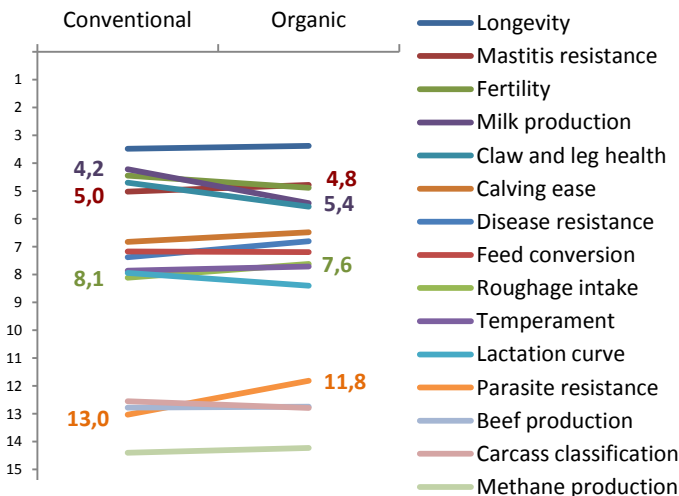 Conventional Organic
1
2
3
4
5
6
7
8
9
10
11
12
13
14
15
4,2
5,0
8,1
13,0
4,8
5,4
7,6
11,8
Longevity
Mastitis resistance
Fertility
Milk production
Claw and leg health
Calving ease
Disease resistance
Feed conversion
Roughage intake
Temperament
Lactation curve
Parasite resistance
Beef production
Carcass classification
Methane production